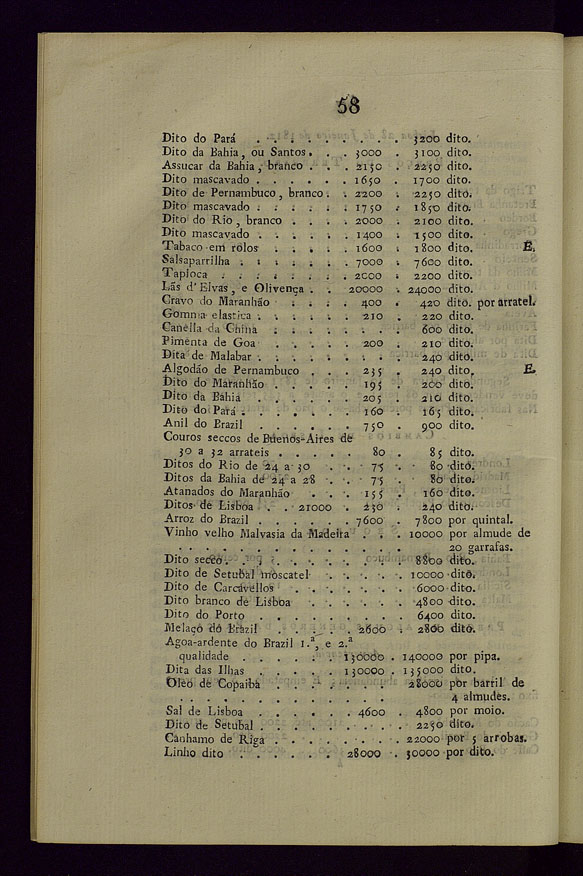 58
Dito do Pará . . . . . . . . . 3200 dito.
Dito da Bahia, ou Santos . . 3000 . 3100 dito.
Assucar da Bahia, branco . . . 2150 . 2250 dito.
Dito mascavado . . . . . . 1650 . 1700 dito.
Dito de Pernambuco, branco . . 2200 . 2250 dito.
Dito mascavado . . . . . . 1750 . 1850 dito.
Dito do Rio, branco . . . . 2000 . 2100 dito.
Dito mascavado . . . . . . 1400 . 1500 dito.
Tabaco em rolos . . . . . . 1600 . 1800 dito. E.
Salsaparrilha . . . . . . . 7000 . 7600 dito.
Tapioca . . . . . . . . 2000 . 2200 dito.
Lãs d'Elvas, e Olivença . . 20000 . 24000 dito.
Cravo do Maranhão . . . . 400 . 420 dito. por arratel.
Gomma elastica . . . . . . 210 . 220 dito.
Canella da China . . . . . . . 600 dito.
Pimenta de Goa . . . . . 200 . 210 dito.
Dita de Malabar . . . . . . . . 240 dito.
Algodão de Pernambuco . . . 235 . 240 dito. E.
Dito do Maranhão . . . . . 195 . 200 dito.
Dito da Bahia . . . . . . 205 . 210 dito.
Dito do Pará . . . . . . . 160 . 165 dito.
Anil do Brazil . . . . . . 750 . 900 dito.
Couros seccos de Buenos-Aires de
30 a 32 arrateis . . . . . 80 . 85 dito.
Ditos do Rio de 24 a 30 . . 75 . 80 dito.
Ditos da Bahia de 24 a 28 . . 75 . 80 dito.
Atanados do Maranhão . . . 155 . 160 dito.
Ditos de Lisboa . . 21000 . 230 . 240 dito.
Arroz do Brazil . . . . . . 7600 . 7800 por quintal.
Vinho velho Malvasia da Madeira . . . 10000 por almude de
. . . . . . . . . . . . 20 garrafas.
Dito secco . . . . . . . . . 8800 dito.
Dito de Setubal moscatel . . . . . 10000 dito.
Dito de Carcavellos . . . . . . . 6000 dito.
Dito branco de Lisboa . . . . . . 4800 dito.
Dito do Porto . . . . . . . . . 6400 dito.
Melaço do Brazil . . . . . 2600 . 2800 dito.
Agoa-ardente do Brazil 1.ª, e 2.ª
qualidade . . . . . . 130000 . 140000 por pipa.
Dita das Ilhas . . . . . 130000 . 135000 dito.
Oleo de Copaiba . . . . . . . 28000 por barril de
. . . . . . . . . . . . 4 almudes.
Sal de Lisboa . . . . . . 4600 . 4800 por moio.
Dito de Setubal . . . . . . . . . 2250 dito.
Canhamo de Riga . . . . . . . . 22000 por 5 arrobas.
Linho dito . . . . . . 28000 . 30000 por dito.